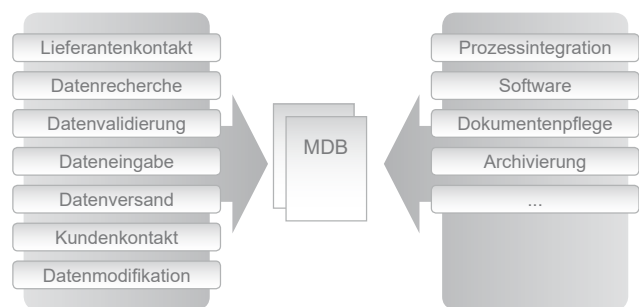 Lieferantenkontakt
Datenrecherche
Datenvalidierung
Dateneingabe
Datenversand
Kundenkontakt
Datenmodifikation
MDB
Prozessintegration
Software
Dokumentenpflege
Archivierung
...